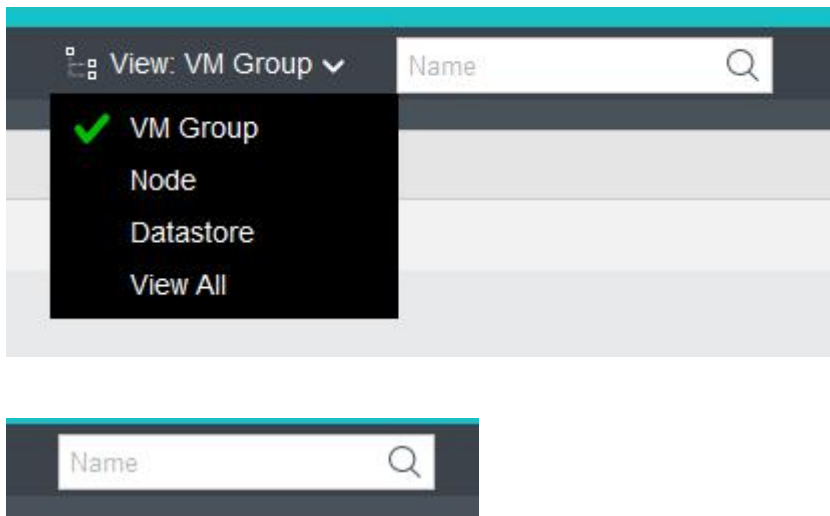 View: VM Group
Name
VM Group
Node
Datastore
View All
Name